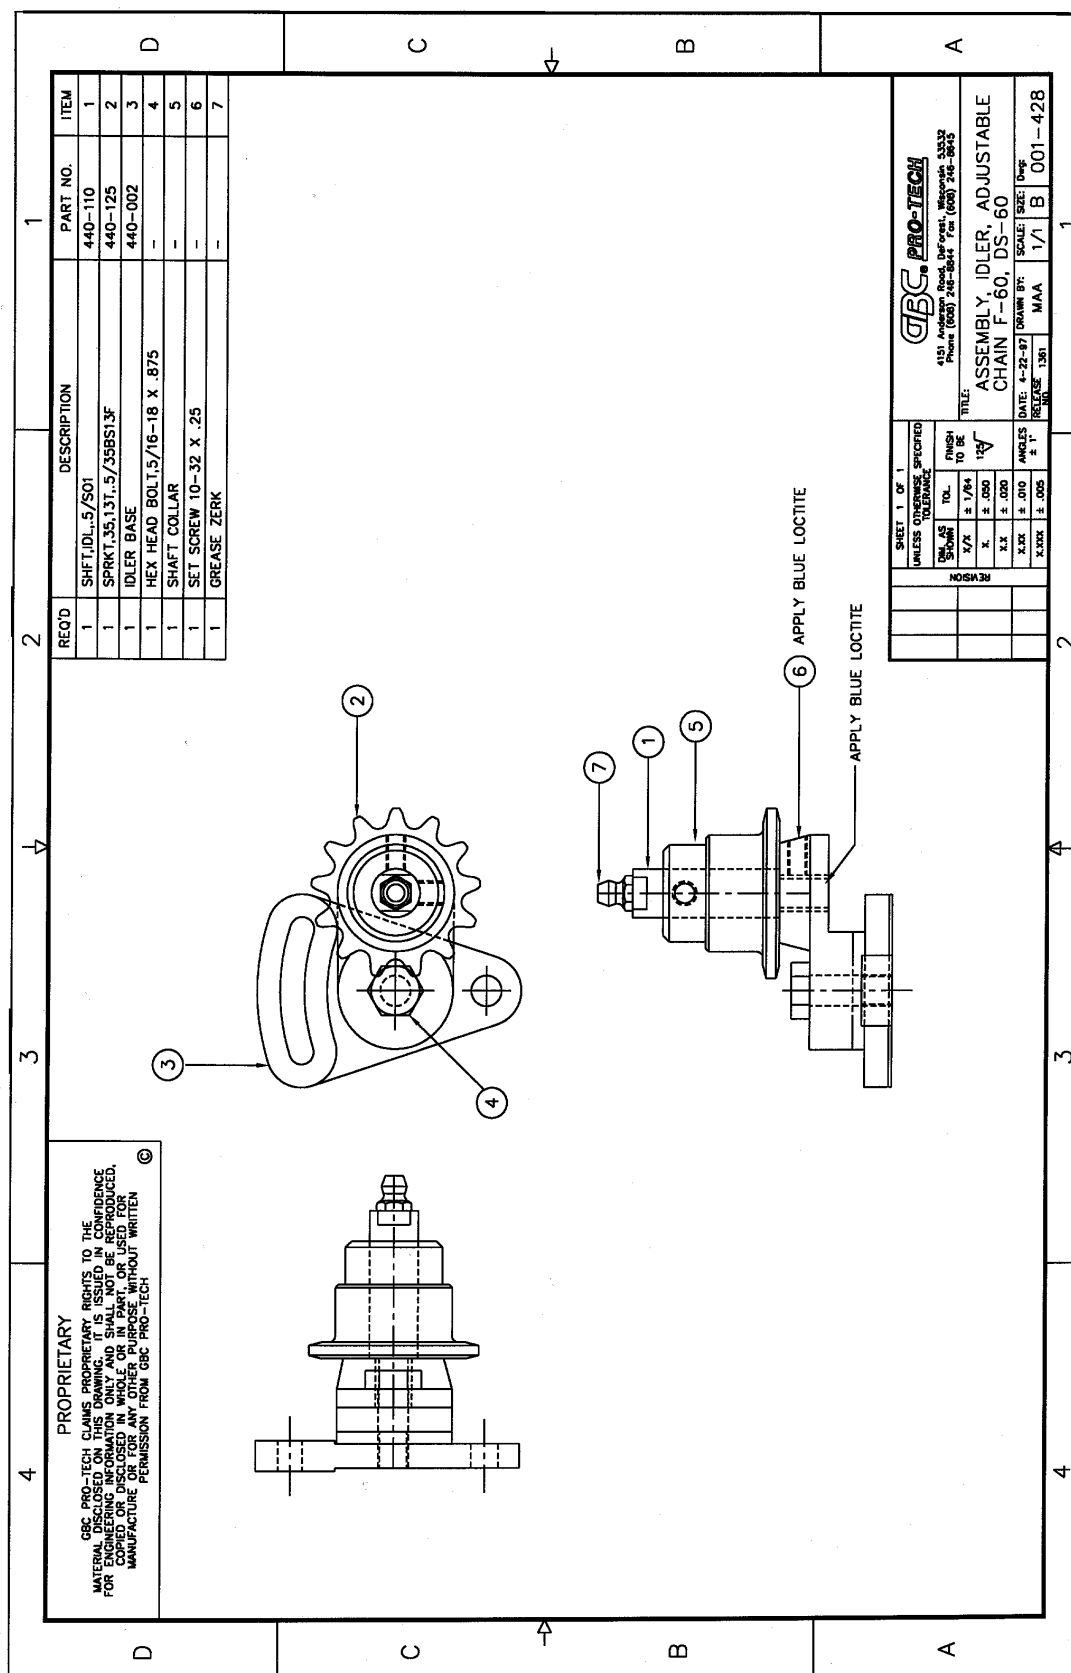 4
3
2
1
D
C
B
A
PROPRIETARY
GBC PRO-TECH CLAIMS PROPRIETARY RIGHTS TO THE
MATERIAL DISCLOSED ON THIS DRAWING. IT IS ISSUED IN CONFIDENCE
FOR ENGINEERING INFORMATION ONLY AND SHALL NOT BE REPRODUCED,
COPIED OR DISCLOSED IN WHOLE OR IN PART, OR USED FOR
MANUFACTURE OR FOR ANY OTHER PURPOSE WITHOUT WRITTEN
PERMISSION FROM GBC PRO-TECH
©
REQ'D DESCRIPTION PART NO. ITEM
1 SHFT,IDL,.5/S01 440-110 1
1 SPRKT,35,13T,.5/35BS13F 440-125 2
1 IDLER BASE 440-002 3
1 HEX HEAD BOLT,5/16-18 X .875 - 4
1 SHAFT COLLAR - 5
1 SET SCREW 10-32 X .25 - 6
1 GREASE ZERK - 7
3
2
4
7
1
5
6 APPLY BLUE LOCTITE
APPLY BLUE LOCTITE
REVISION
SHEET 1 OF 1
UNLESS OTHERWISE SPECIFIED
TOLERANCE
DIM. AS SHOWN TOL. FINISH TO BE
X/X ± 1/64 125
X. ± .050
X.X ± .020
X.XX ± .010 ANGLES
X.XXX ± .005 ± 1°
GBC® PRO-TECH
4151 Anderson Road, DeForest, Wisconsin 53532
Phone (608) 246-8844 Fax (608) 246-8645
TITLE:
ASSEMBLY, IDLER, ADJUSTABLE
CHAIN F-60, DS-60
DATE: 4-22-97 DRAWN BY: SCALE: SIZE: Dwg:
RELEASE NO. 1361 MAA 1/1 B 001-428
D
C
B
A
4
3
2
1